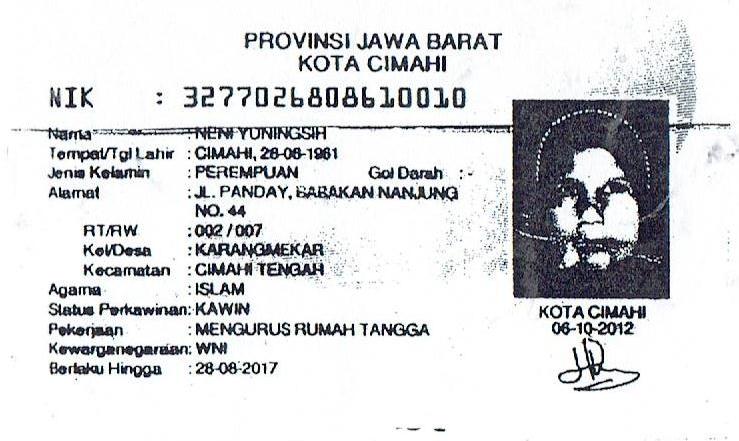 PROVINSI JAWA BARAT
KOTA CIMAHI
NIK : 3277026808610010
Nama : NENI YUNINGSIH
Tempat/Tgl Lahir : CIMAHI, 28-08-1961
Jenis Kelamin : PEREMPUAN Gol Darah : -
Alamat : JL. PANDAY, BABAKAN NANJUNG
NO. 44
RT/RW : 002 / 007
Kel/Desa : KARANGMEKAR
Kecamatan : CIMAHI TENGAH
Agama : ISLAM
Status Perkawinan: KAWIN
Pekerjaan : MENGURUS RUMAH TANGGA
Kewarganegaraan: WNI
Berlaku Hingga : 28-08-2017
KOTA CIMAHI
06-10-2012